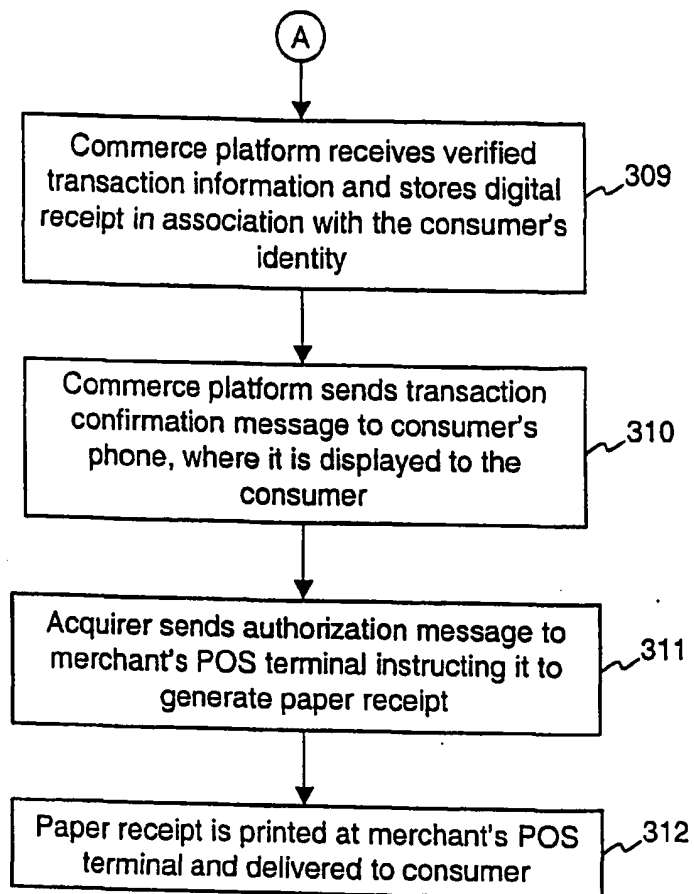 A
Commerce platform receives verified
transaction information and stores digital
receipt in association with the consumer's
identity
309
Commerce platform sends transaction
confirmation message to consumer's
phone, where it is displayed to the
consumer
310
Acquirer sends authorization message to
merchant's POS terminal instructing it to
generate paper receipt
311
Paper receipt is printed at merchant's POS
terminal and delivered to consumer
312